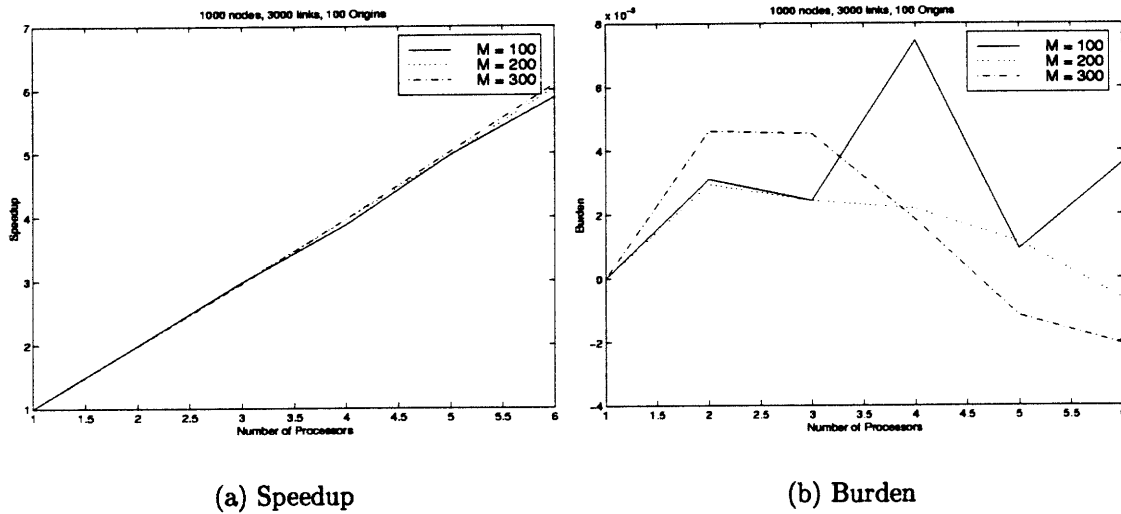 1000 nodes, 3000 links, 100 Origins
7
6
5
4
3
2
1
Speedup
M = 100
M = 200
M = 300
1 1.5 2 2.5 3 3.5 4 4.5 5 5.5 6
Number of Processors
(a) Speedup
1000 nodes, 3000 links, 100 Origins
8
6
4
2
0
-2
-4
Burden
M = 100
M = 200
M = 300
1 1.5 2 2.5 3 3.5 4 4.5 5 5.5
Number of Processors
(b) Burden